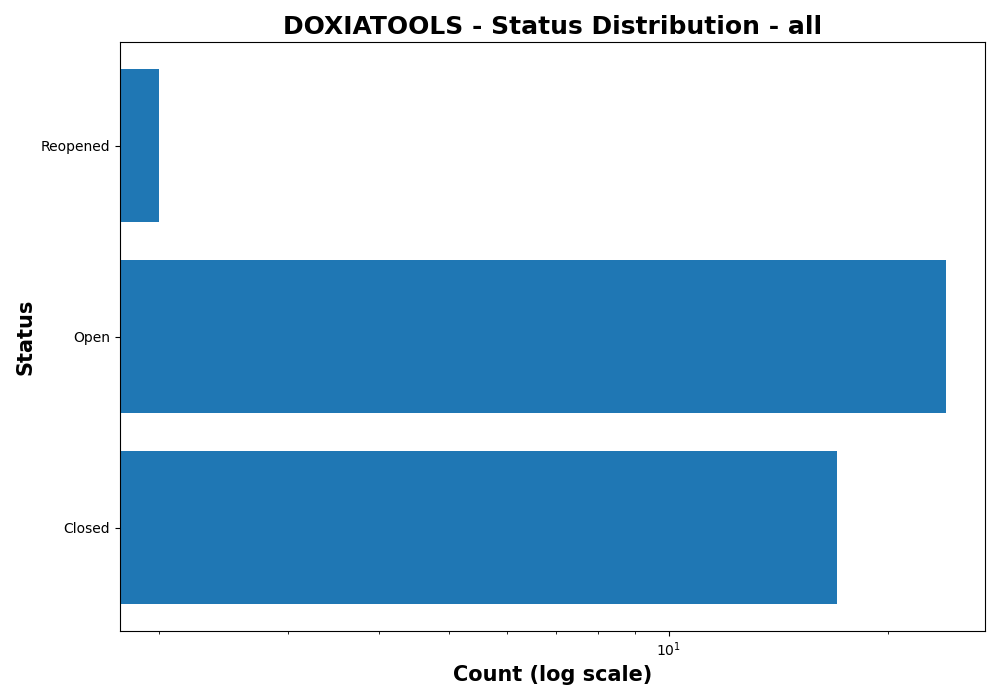 DOXIATOOLS - Status Distribution - all
Reopened
Open
Closed
Status
10¹
Count (log scale)